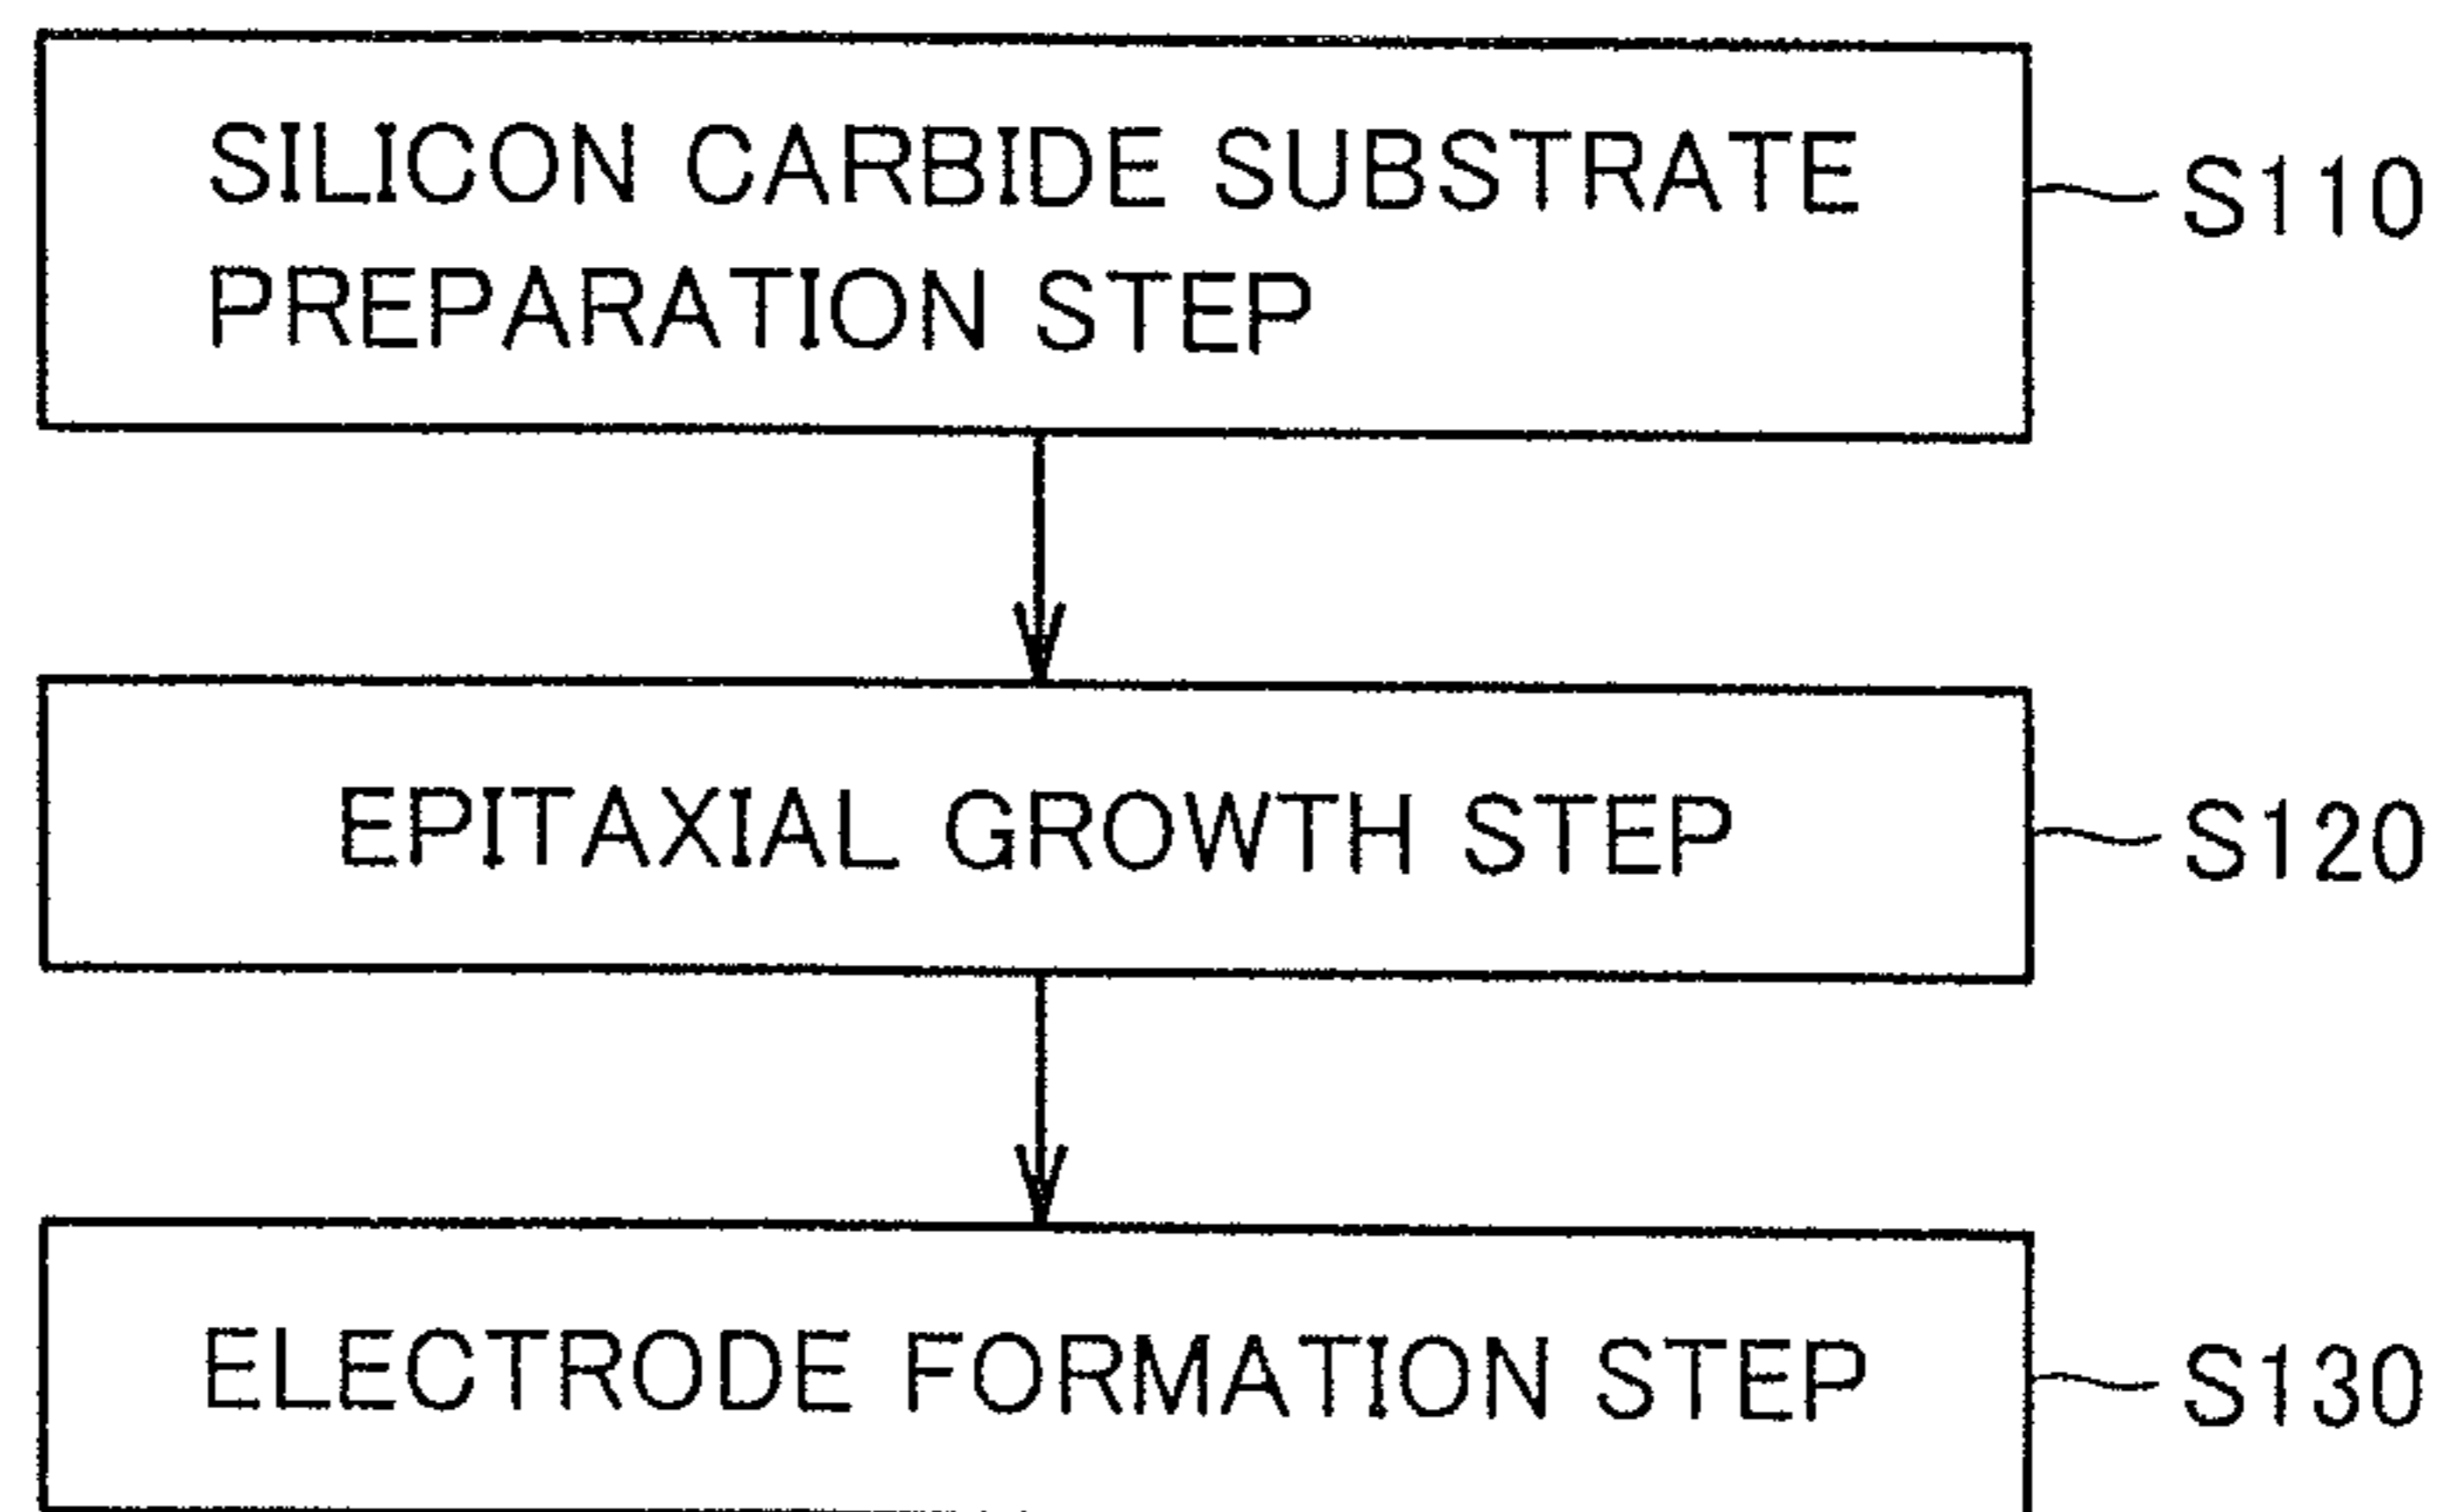 SILICON CARBIDE SUBSTRATE
PREPARATION STEP
S110
EPITAXIAL GROWTH STEP
S120
ELECTRODE FORMATION STEP
S130